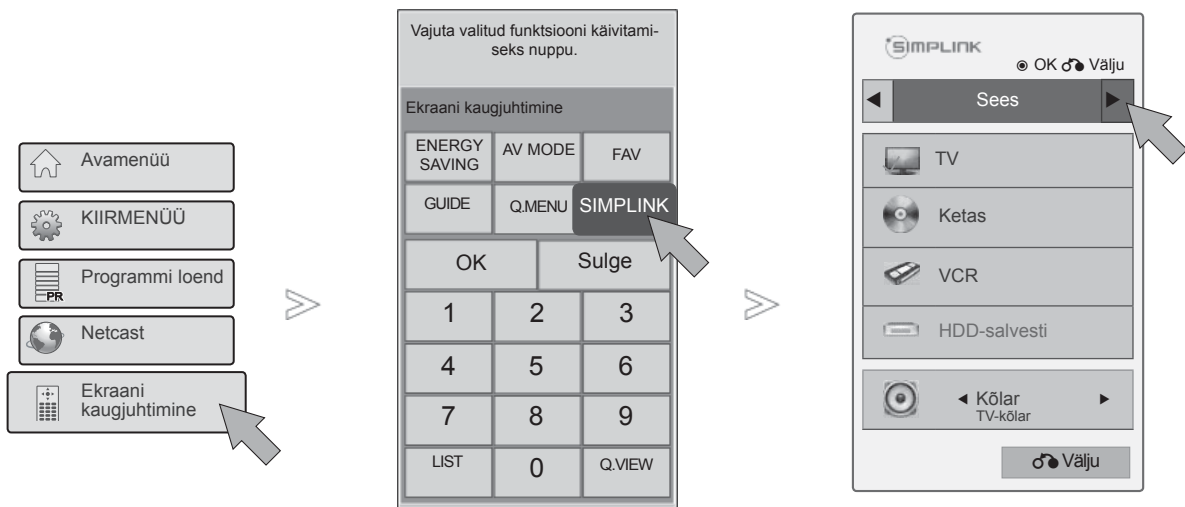 Avamenüü
KIIRMENÜÜ
Programmi loend
PR
Netcast
Ekraani
kaugjuhtimine
Vajuta valitud funktsiooni käivitami-
seks nuppu.
Ekraani kaugjuhtimine
ENERGY
SAVING
AV MODE
FAV
GUIDE
Q.MENU
SIMPLINK
OK
Sulge
1
2
3
4
5
6
7
8
9
LIST
0
Q.VIEW
SIMPLINK
OK Välju
Sees
TV
Ketas
VCR
HDD-salvesti
Kõlar
TV-kõlar
Välju